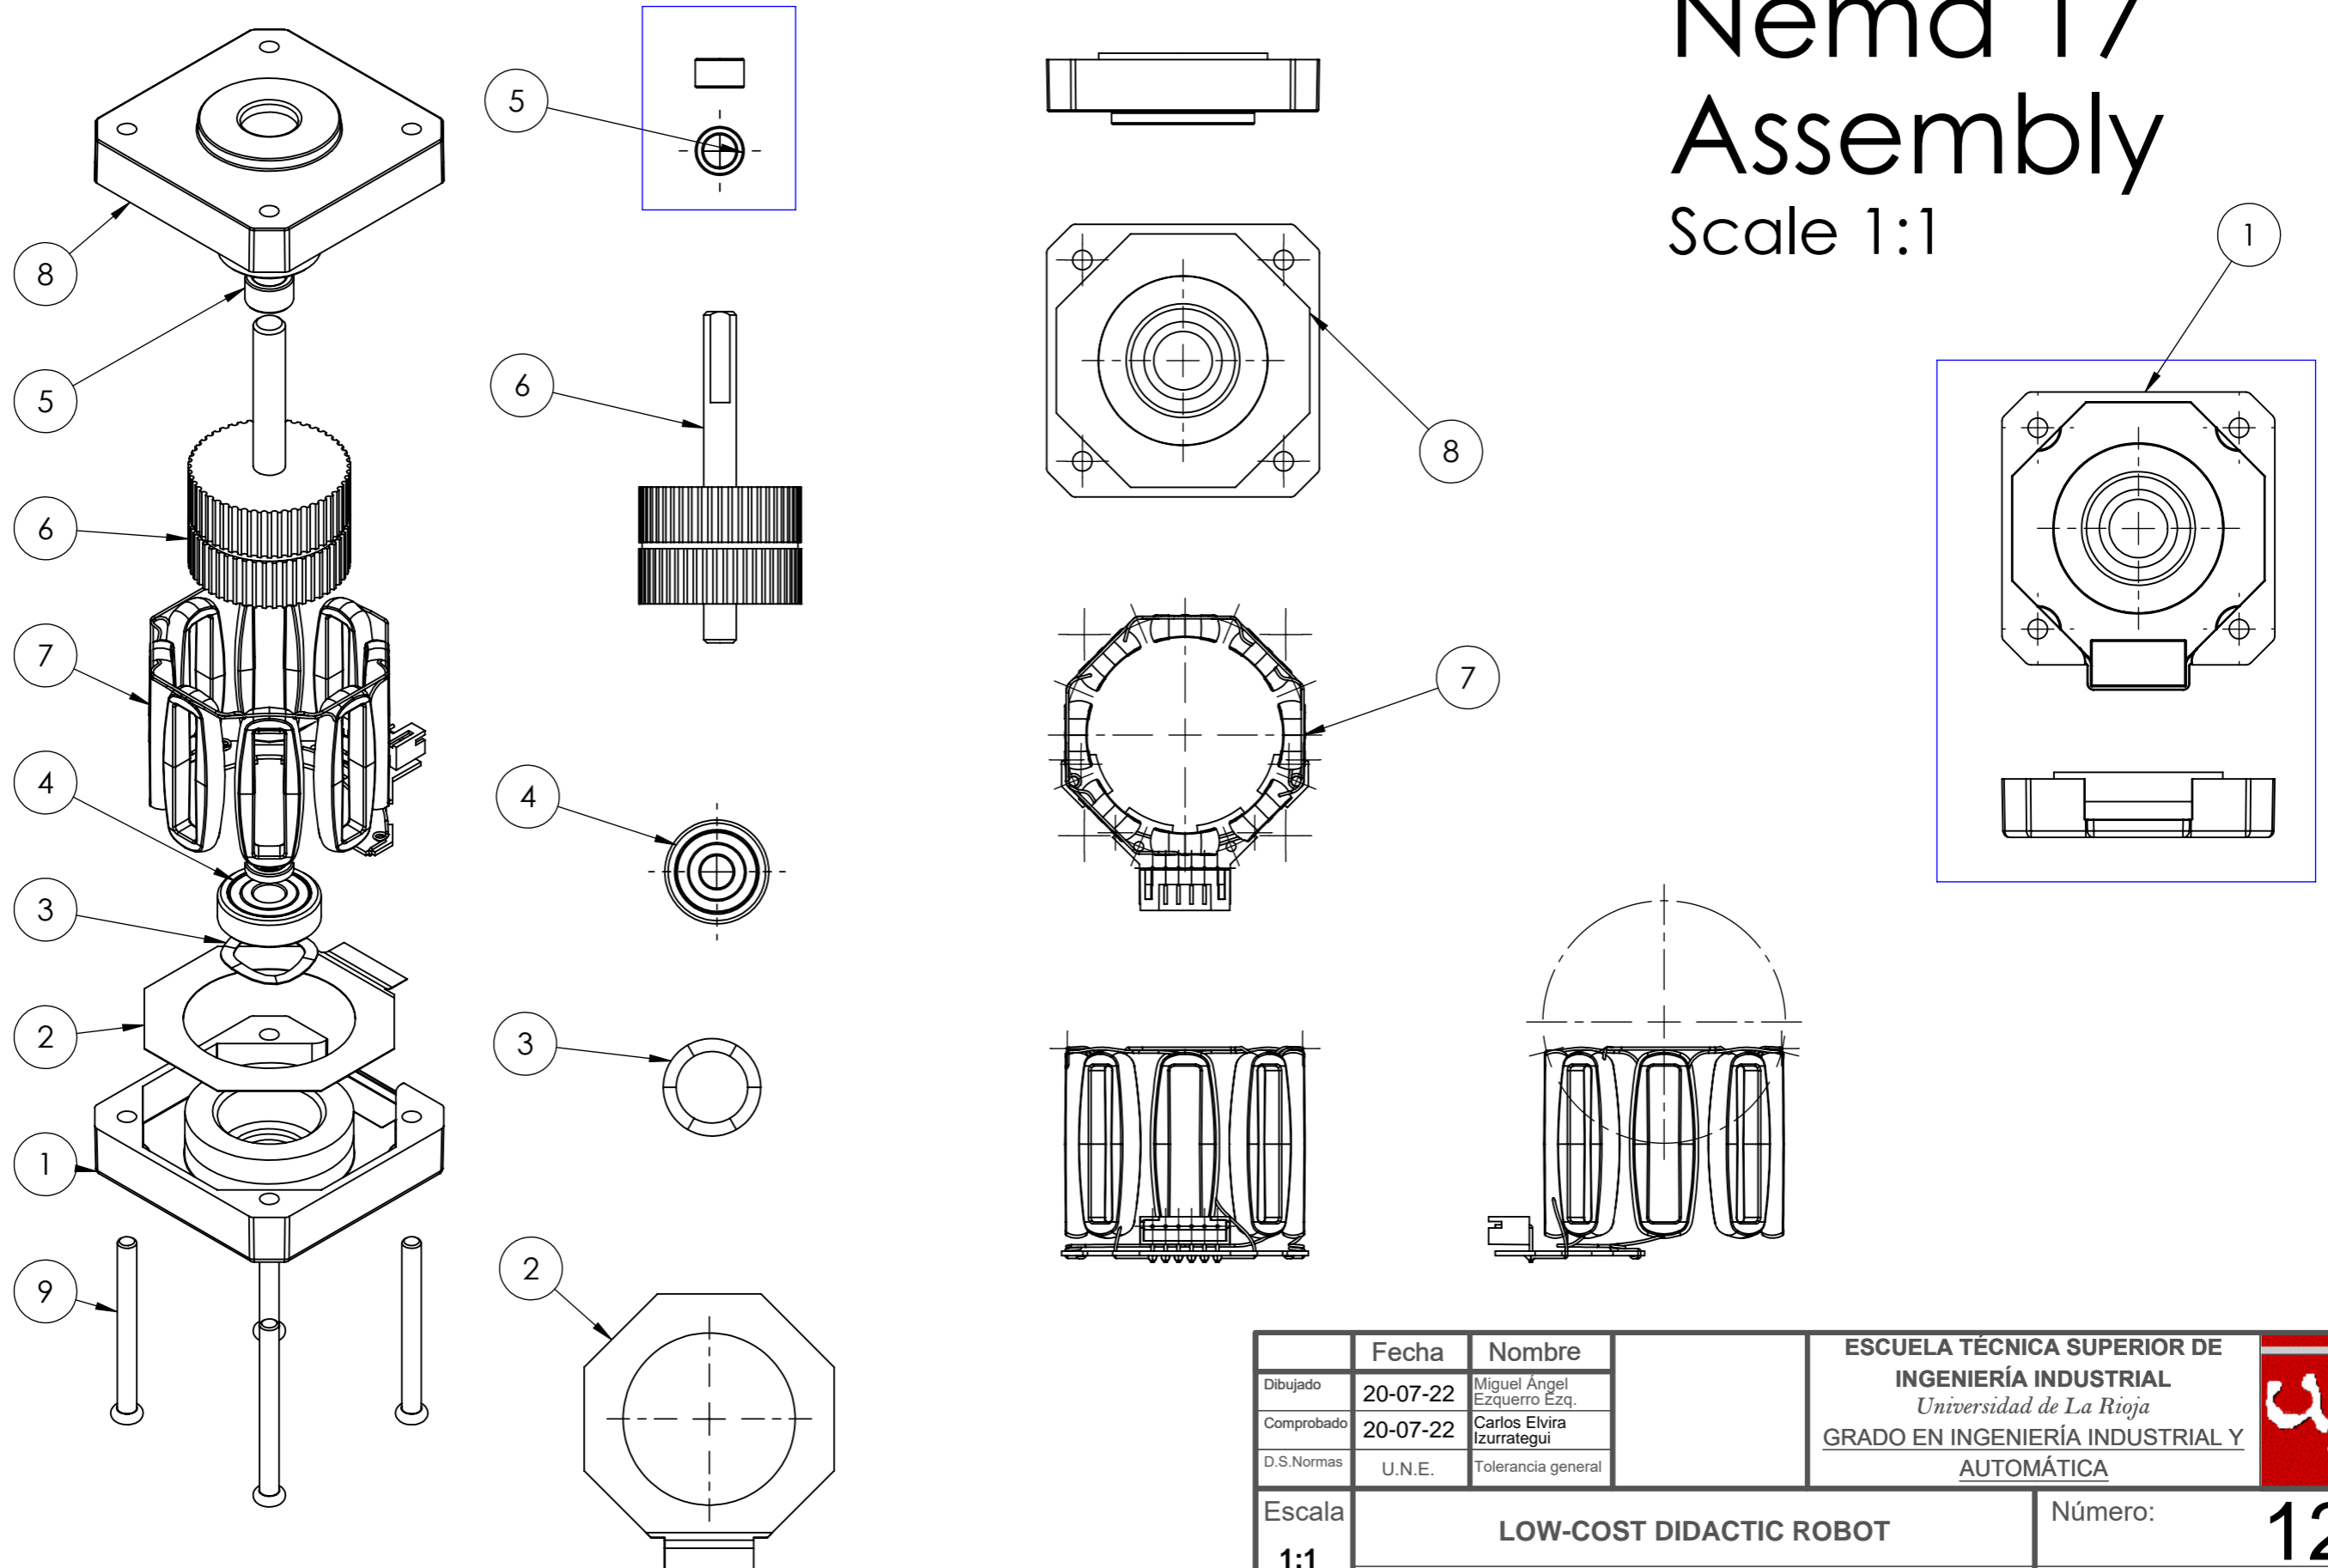 Nema 17
Assembly
Scale 1:1
8
5
5
6
6
7
4
4
3
3
2
2
1
9
8
7
1
Fecha
Nombre
Dibujado
20-07-22
Miguel Ángel
Ezquerro Ezq.
Comprobado
20-07-22
Carlos Elvira
Izurrategui
D.S.Normas
U.N.E.
Tolerancia general
ESCUELA TÉCNICA SUPERIOR DE
INGENIERÍA INDUSTRIAL
Universidad de La Rioja
GRADO EN INGENIERÍA INDUSTRIAL Y
AUTOMÁTICA
Escala
1:1
LOW-COST DIDACTIC ROBOT
Número:
12